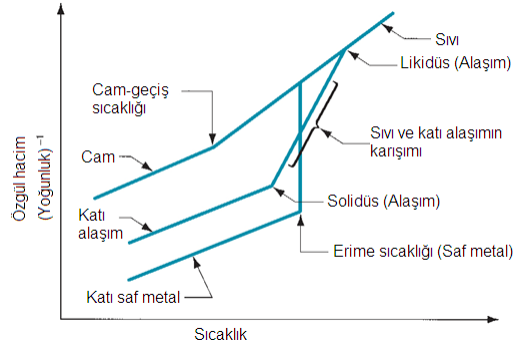 Sıvı
Likidüs (Alaşım)
Cam-geçiş
sıcaklığı
Sıvı ve katı alaşımın
karışımı
Cam
Özgül hacim
(Yoğunluk) –1
Solidüs (Alaşım)
Katı
alaşım
Erime sıcaklığı (Saf metal)
Katı saf metal
Sıcaklık